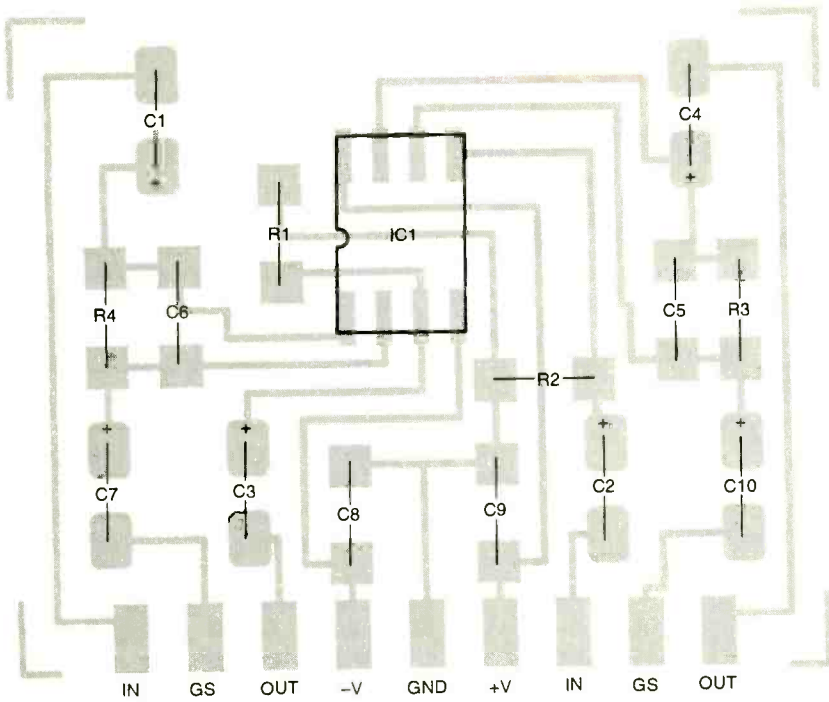 C1
C4
+
+
R1
IC1
R4
C6
C5
R3
R2
+
+
+
+
C7
C3
C8
C9
C2
C10
IN GS OUT –V GND +V IN GS OUT